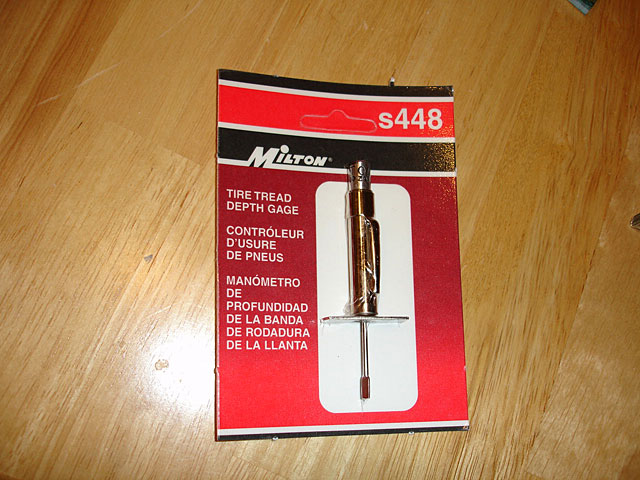 s448
MILTON®
TIRE TREAD
DEPTH GAGE
CONTRÓLEUR
D'USURE
DE PNEUS
MANÓMETRO
DE
PROFUNDIDAD
DE LA BANDA
DE RODADURA
DE LA LLANTA